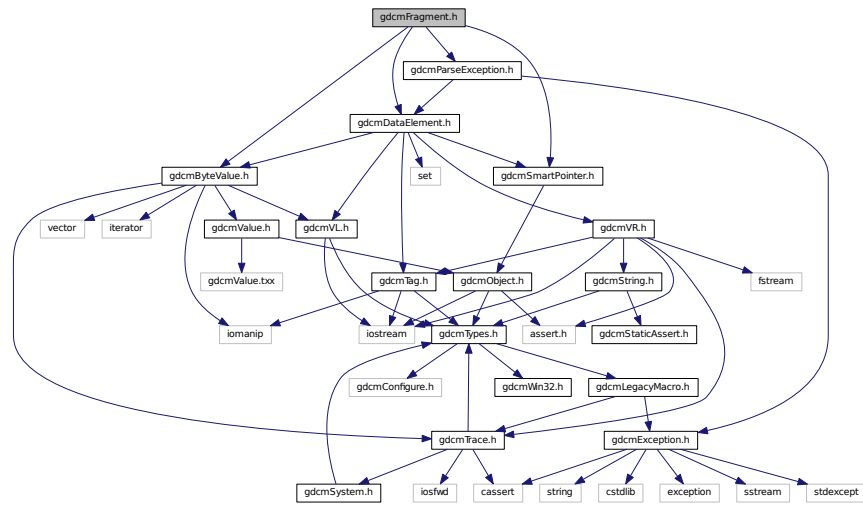 gdcmFragment.h
gdcmParseException.h
gdcmDataElement.h
gdcmByteValue.h
set
gdcmSmartPointer.h
vector
iterator
gdcmValue.h
gdcmVL.h
gdcmVR.h
gdcmValue.txx
gdcmTag.h
gdcmObject.h
gdcmString.h
fstream
iomanip
iostream
gdcmTypes.h
assert.h
gdcmStaticAssert.h
gdcmConfigure.h
gdcmWin32.h
gdcmLegacyMacro.h
gdcmTrace.h
gdcmException.h
gdcmSystem.h
iosfwd
cassert
string
cstdlib
exception
sstream
stdexcept